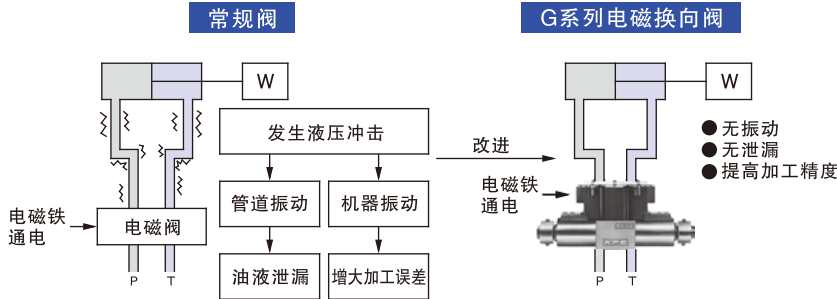 常规阀
G系列电磁换向阀
W
发生液压冲击
管道振动
机器振动
油液泄漏
增大加工误差
电磁铁
通电
电磁阀
P
T
改进
W
●无振动
●无泄漏
●提高加工精度
电磁铁
通电
P
T